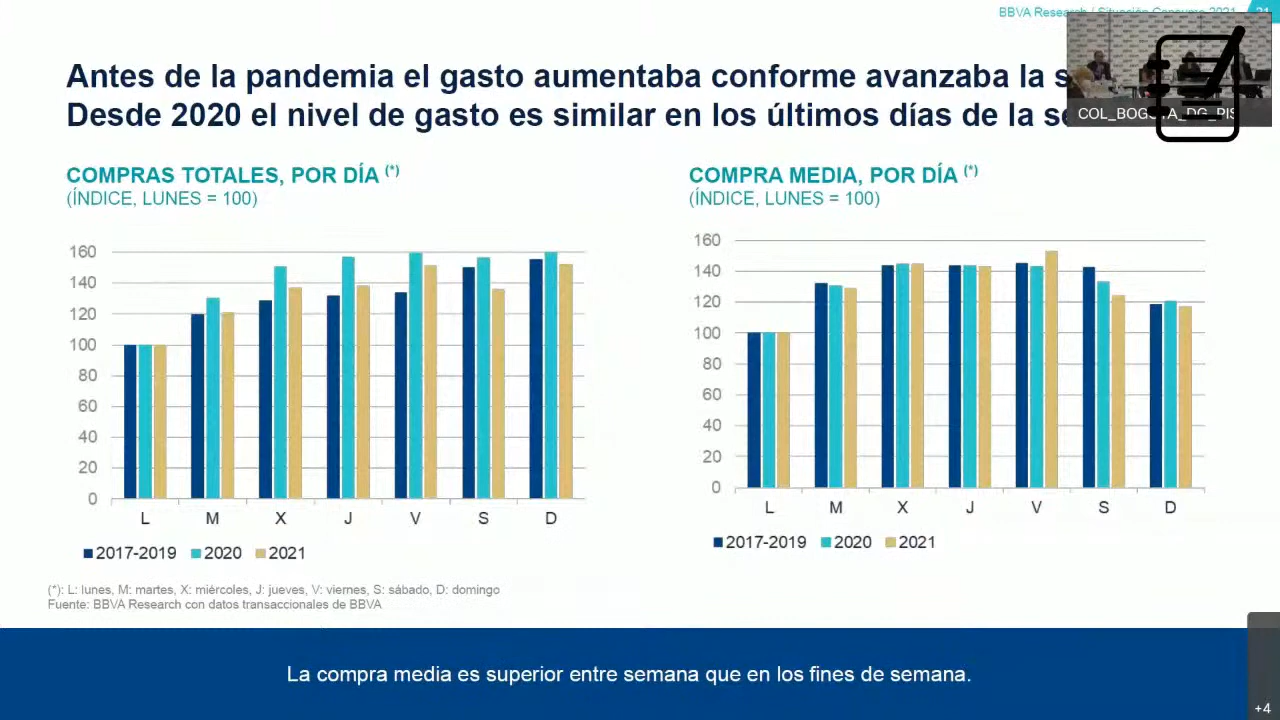 BBVA Research / Situación Consumo 2021 21
Antes de la pandemia el gasto aumentaba conforme avanzaba la
Desde 2020 el nivel de gasto es similar en los últimos días de la
COL_BOGOTA_DG_PIS
COMPRAS TOTALES, POR DÍA (*)
(ÍNDICE, LUNES = 100)
160
140
120
100
80
60
40
20
0
L M X J V S D
2017-2019 2020 2021
COMPRA MEDIA, POR DÍA (*)
(ÍNDICE, LUNES = 100)
160
140
120
100
80
60
40
20
0
L M X J V S D
2017-2019 2020 2021
(*): L: lunes, M: martes, X: miércoles, J: jueves, V: viernes, S: sábado, D: domingo
Fuente: BBVA Research con datos transaccionales de BBVA
La compra media es superior entre semana que en los fines de semana.
+4